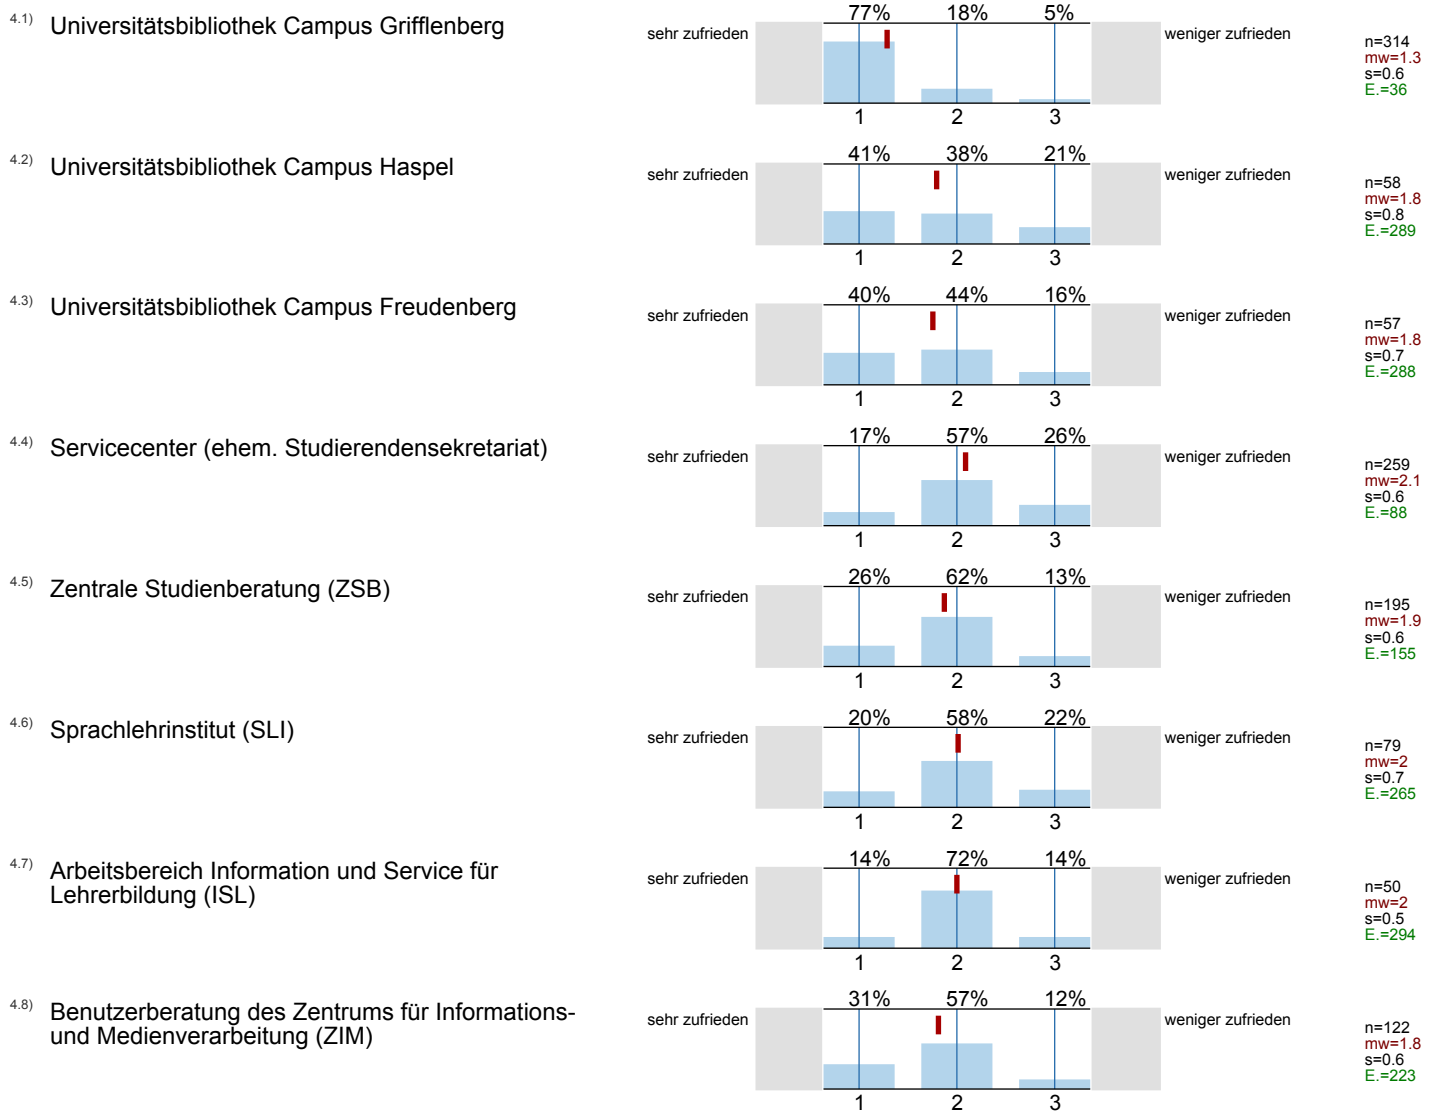 4.1) Universitätsbibliothek Campus Grifflenberg
77% 18% 5%
sehr zufrieden weniger zufrieden
1 2 3
n=314
mw=1.3
s=0.6
E.=36
4.2) Universitätsbibliothek Campus Haspel
41% 38% 21%
sehr zufrieden weniger zufrieden
1 2 3
n=58
mw=1.8
s=0.8
E.=289
4.3) Universitätsbibliothek Campus Freudenberg
40% 44% 16%
sehr zufrieden weniger zufrieden
1 2 3
n=57
mw=1.8
s=0.7
E.=288
4.4) Servicecenter (ehem. Studierendensekretariat)
17% 57% 26%
sehr zufrieden weniger zufrieden
1 2 3
n=259
mw=2.1
s=0.6
E.=88
4.5) Zentrale Studienberatung (ZSB)
26% 62% 13%
sehr zufrieden weniger zufrieden
1 2 3
n=195
mw=1.9
s=0.6
E.=155
4.6) Sprachlehrinstitut (SLI)
20% 58% 22%
sehr zufrieden weniger zufrieden
1 2 3
n=79
mw=2
s=0.7
E.=265
4.7) Arbeitsbereich Information und Service für
Lehrerbildung (ISL)
14% 72% 14%
sehr zufrieden weniger zufrieden
1 2 3
n=50
mw=2
s=0.5
E.=294
4.8) Benutzerberatung des Zentrums für Informations-
und Medienverarbeitung (ZIM)
31% 57% 12%
sehr zufrieden weniger zufrieden
1 2 3
n=122
mw=1.8
s=0.6
E.=223